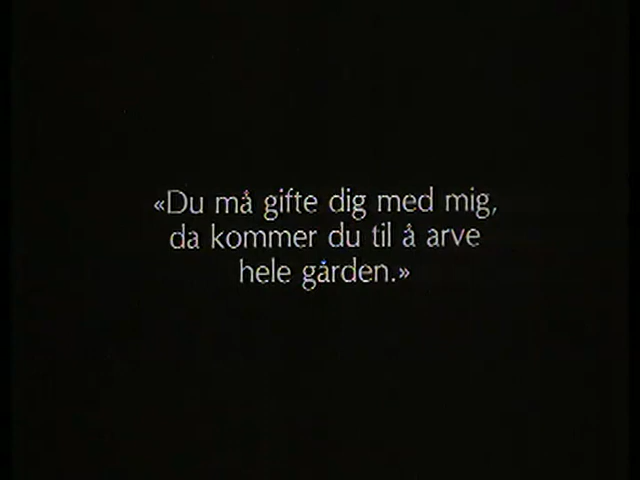 «Du må gifte dig med mig,
da kommer du til å arve
hele gården.»